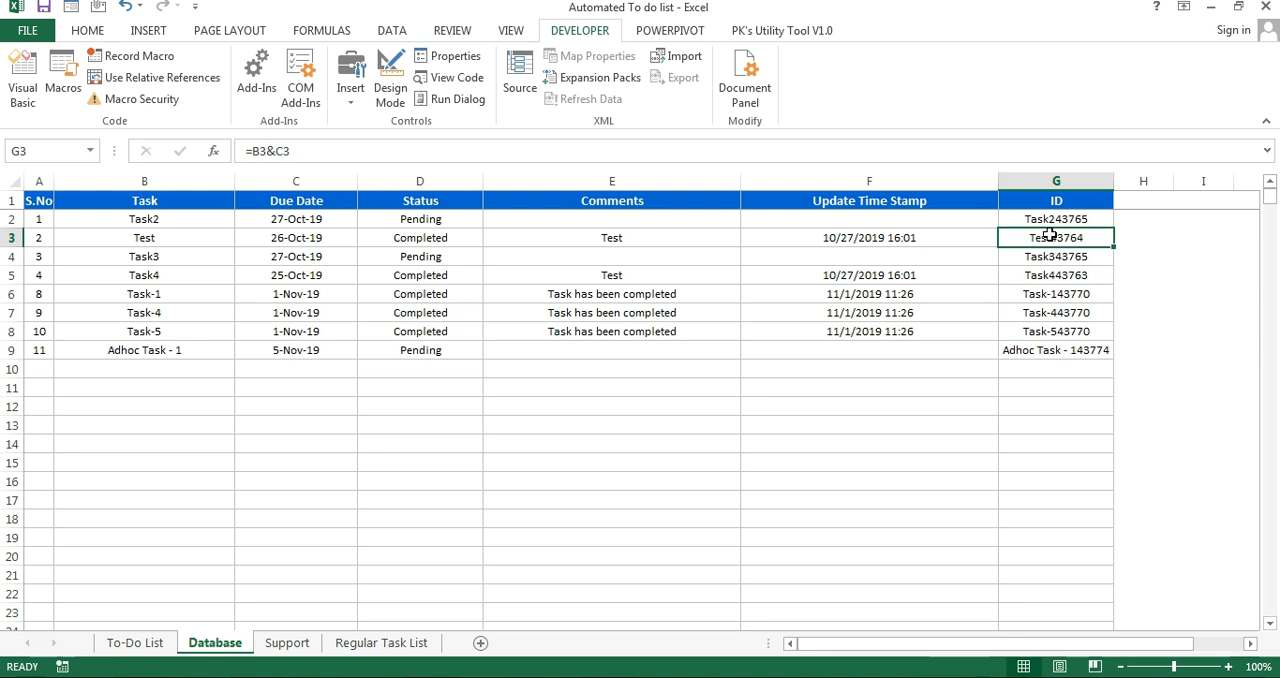 Automated To do list - Excel
?
FILE HOME INSERT PAGE LAYOUT FORMULAS DATA REVIEW VIEW DEVELOPER POWERPIVOT PK's Utility Tool V1.0 Sign in
Visual Basic
Macros
Record Macro
Use Relative References
Macro Security
Code
Add-Ins
COM Add-Ins
Add-Ins
Insert
Design Mode
Properties
View Code
Run Dialog
Controls
Source
Map Properties
Expansion Packs
Refresh Data
Import
Export
XML
Document Panel
Modify
G3 fx =B3&C3
A B C D E F G H I
1 S.No Task Due Date Status Comments Update Time Stamp ID
2 1 Task2 27-Oct-19 Pending Task243765
3 2 Test 26-Oct-19 Completed Test 10/27/2019 16:01
4 3 Task3 27-Oct-19 Pending Task343765
5 4 Task4 25-Oct-19 Completed Test 10/27/2019 16:01 Task443763
6 8 Task-1 1-Nov-19 Completed Task has been completed 11/1/2019 11:26 Task-143770
7 9 Task-4 1-Nov-19 Completed Task has been completed 11/1/2019 11:26 Task-443770
8 10 Task-5 1-Nov-19 Completed Task has been completed 11/1/2019 11:26 Task-543770
9 11 Adhoc Task - 1 5-Nov-19 Pending Adhoc Task - 143774
10
11
12
13
14
15
16
17
18
19
20
21
22
23
To-Do List Database Support Regular Task List
READY 100%